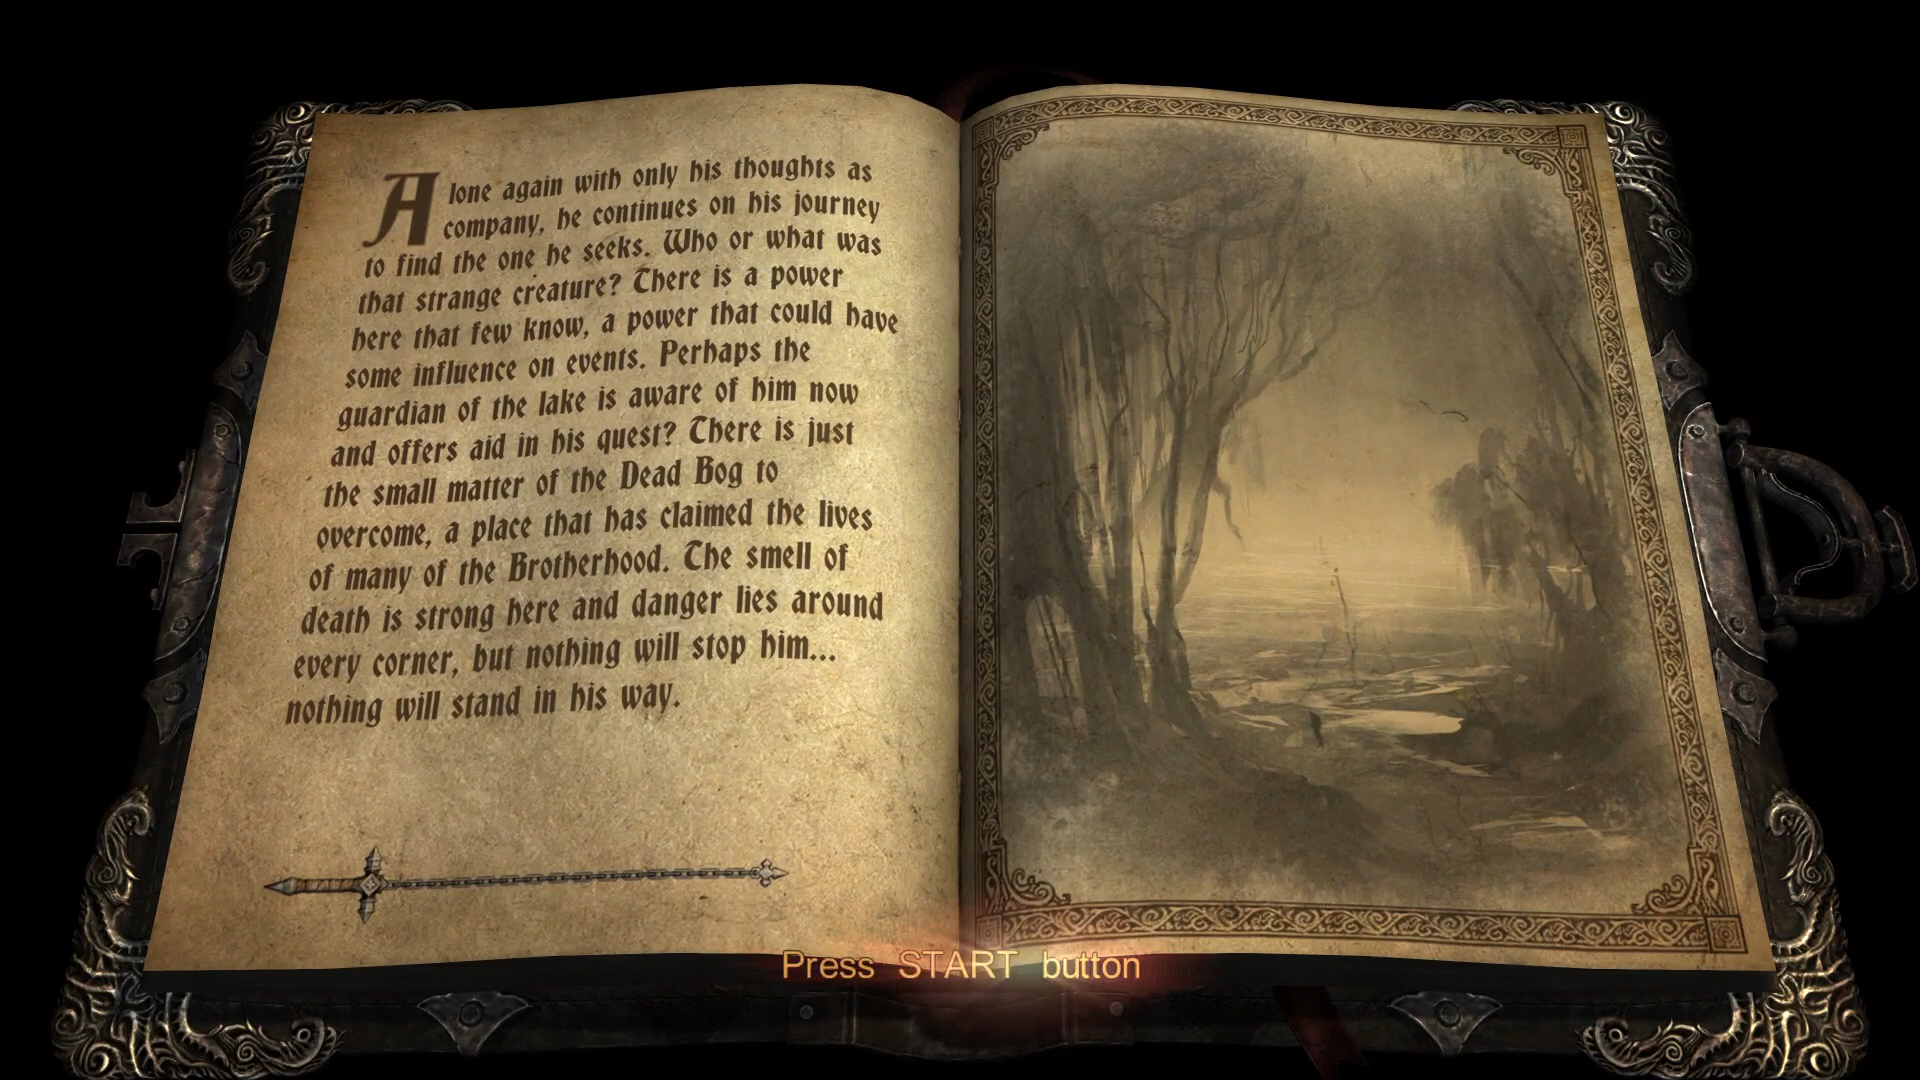 Alone again with only his thoughts as
company, he continues on his journey
to find the one he seeks. Who or what was
that strange creature? There is a power
here that few know, a power that could have
some influence on events. Perhaps the
guardian of the lake is aware of him now
and offers aid in his quest? There is just
the small matter of the Dead Bog to
overcome, a place that has claimed the lives
of many of the Brotherhood. The smell of
death is strong here and danger lies around
every corner, but nothing will stop him...
nothing will stand in his way.
Press START button